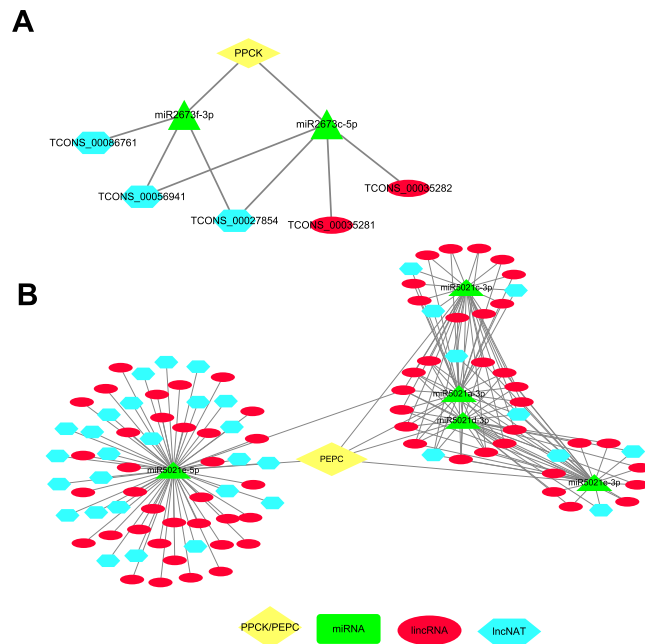 A
PPCK
miR2673f-3p
miR2673c-5p
TCONS_00086761
TCONS_00035282
TCONS_00056941
TCONS_00027854
TCONS_00035281
B
miR5021c-3p
miR5021a-3p
miR5021d-3p
PEPC
miR5021e-5p
miR5021e-3p
PPCK/PEPC
miRNA
lincRNA
lncNAT